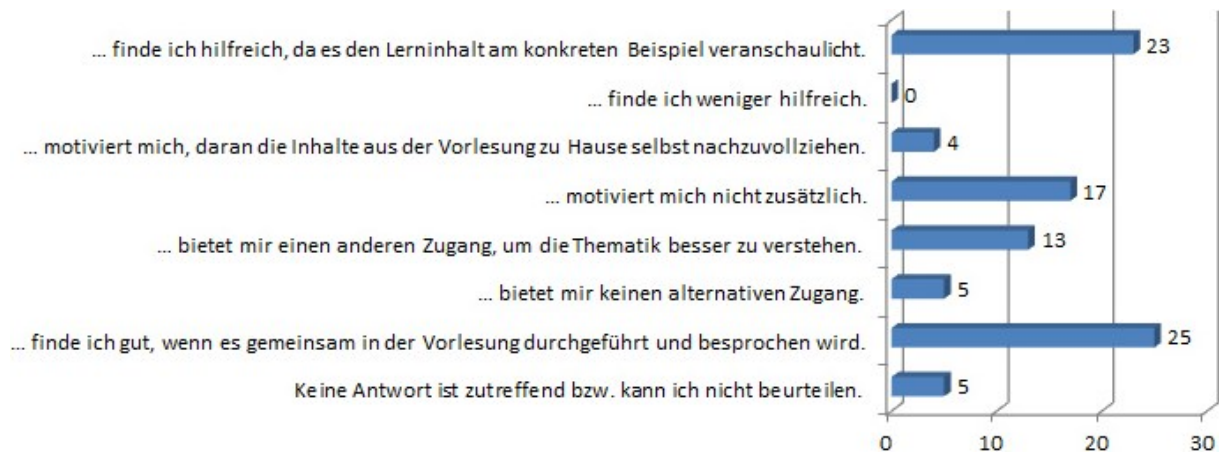 ... finde ich hilfreich, da es den Lerninhalt am konkreten Beispiel veranschaulicht.
23
... finde ich weniger hilfreich.
0
... motiviert mich, daran die Inhalte aus der Vorlesung zu Hause selbst nachzuvollziehen.
4
... motiviert mich nicht zusätzlich.
17
... bietet mir einen anderen Zugang, um die Thematik besser zu verstehen.
13
... bietet mir keinen alternativen Zugang.
5
... finde ich gut, wenn es gemeinsam in der Vorlesung durchgeführt und besprochen wird.
25
Keine Antwort ist zutreffend bzw. kann ich nicht beurteilen.
5
0 10 20 30